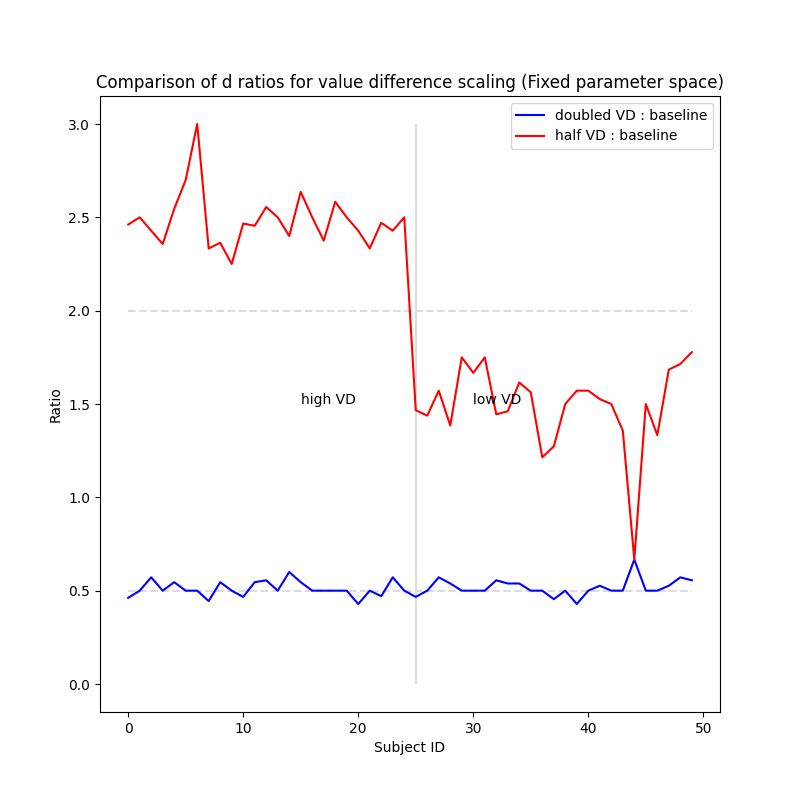 Comparison of d ratios for value difference scaling (Fixed parameter space)
doubled VD : baseline
half VD : baseline
3.0
2.5
2.0
1.5
1.0
0.5
0.0
Ratio
high VD
low VD
0
10
20
30
40
50
Subject ID